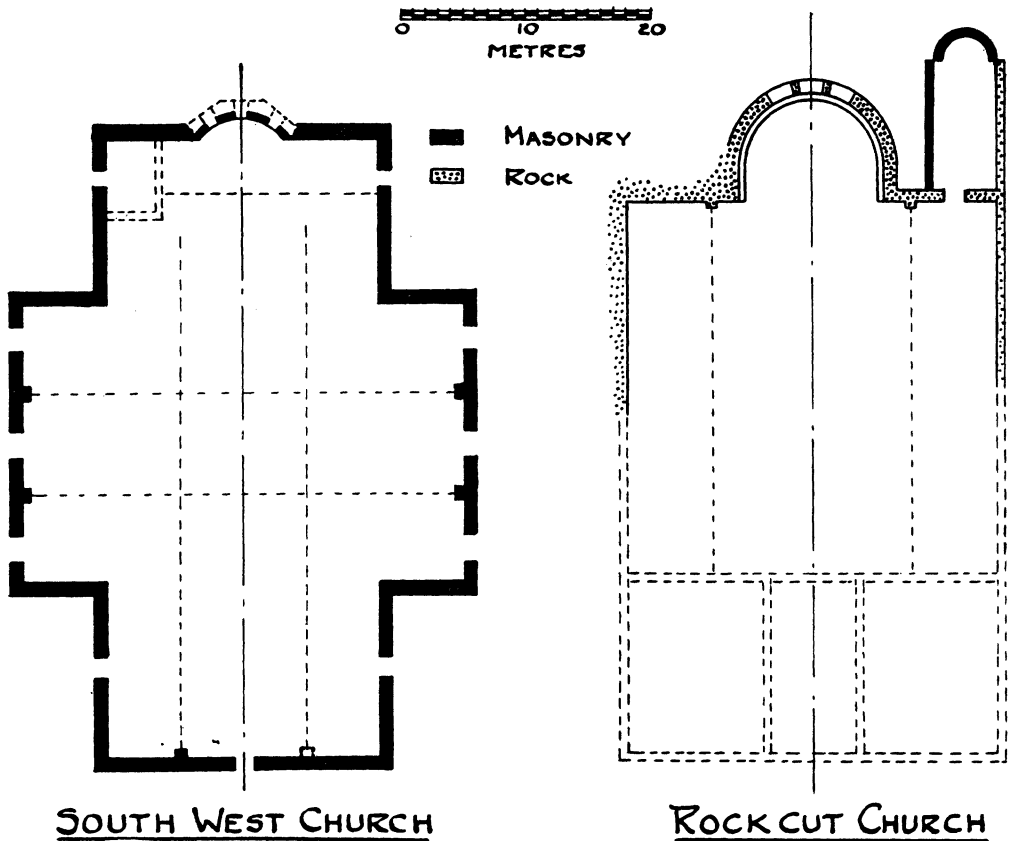 0 10 20
METRES
MASONRY
ROCK
SOUTH WEST CHURCH
ROCK CUT CHURCH